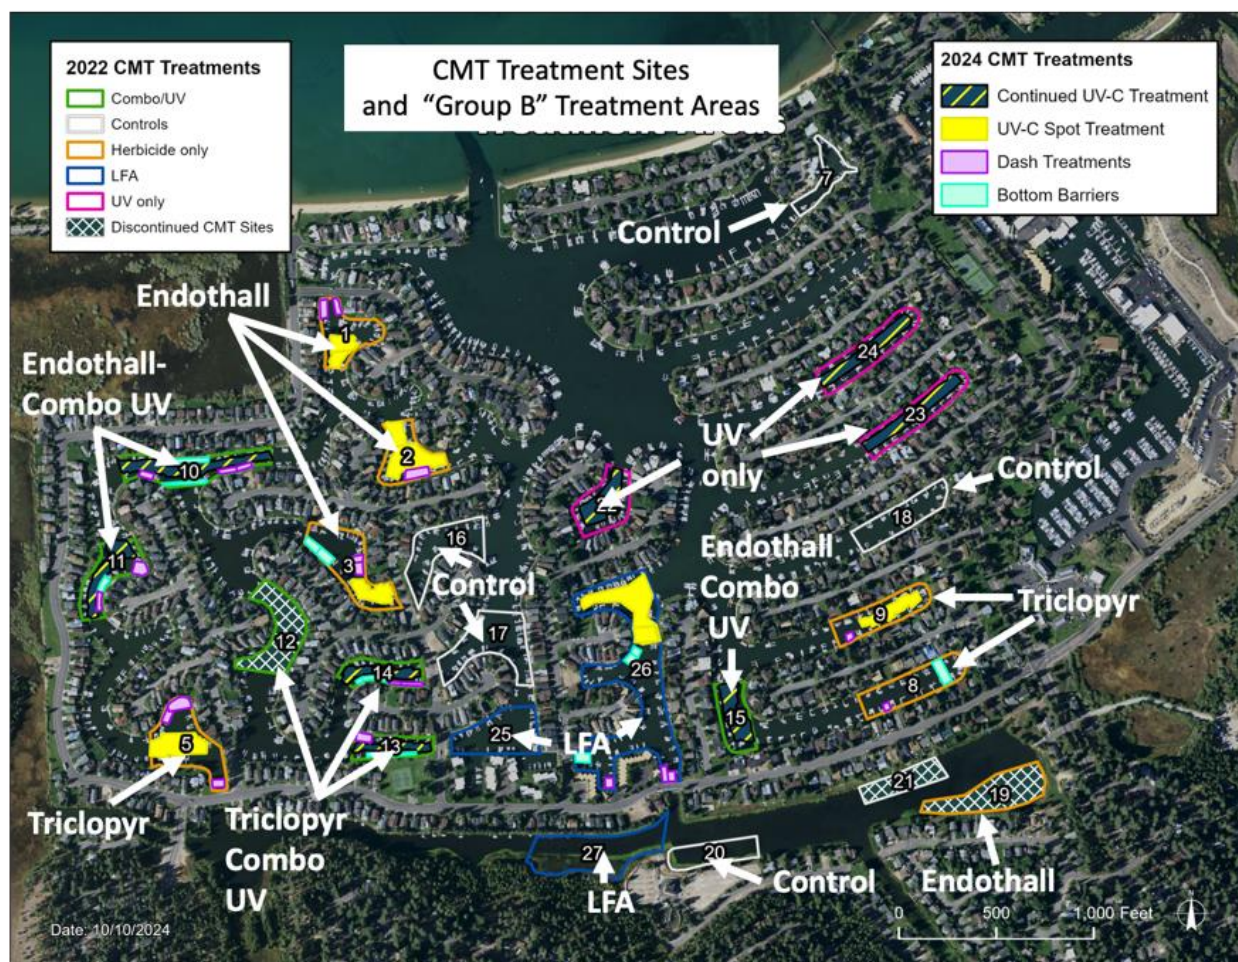 2022 CMT Treatments
Combo/UV
Controls
Herbicide only
LFA
UV only
Discontinued CMT Sites
CMT Treatment Sites
and “Group B” Treatment Areas
2024 CMT Treatments
Continued UV-C Treatment
UV-C Spot Treatment
Dash Treatments
Bottom Barriers
7
Control
Endothall
1
Endothall-
Combo UV
24
23
UV
only
2
10
Control
22
18
16
Endothall
Combo
UV
11
3
Control
Triclopyr
9
17
12
26
14
8
15
5
25
LFA
13
21
19
Triclopyr
Triclopyr
Combo
UV
27
20
Control
Endothall
LFA
0 500 1,000 Feet
Date: 10/10/2024